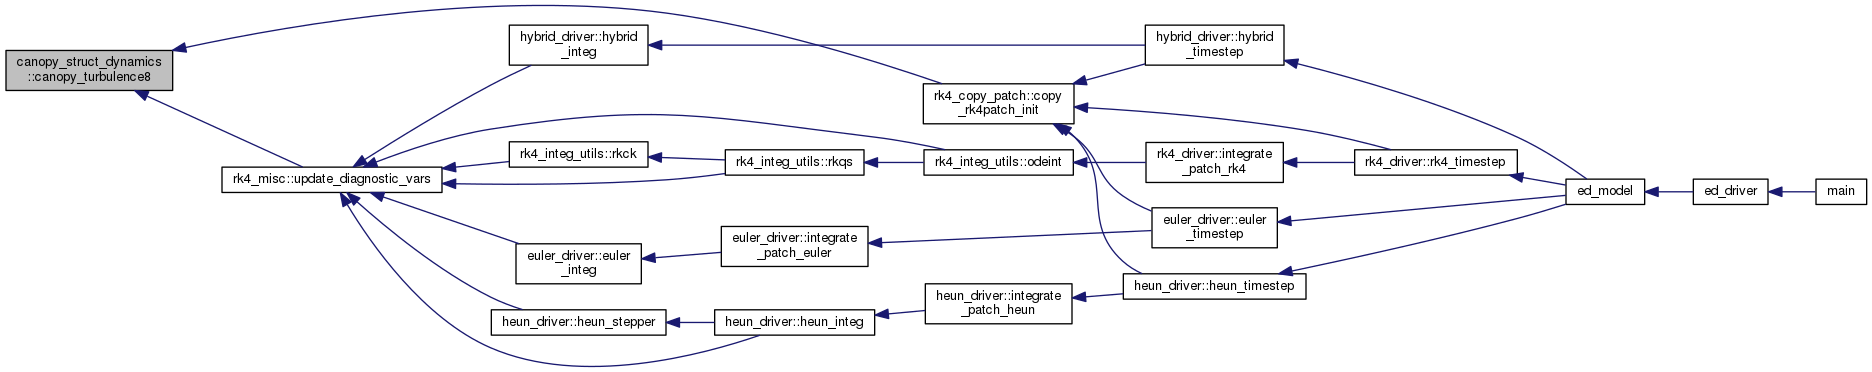 canopy_struct_dynamics
::canopy_turbulence8
rk4_misc::update_diagnostic_vars
hybrid_driver::hybrid
_integ
rk4_integ_utils::rkck
euler_driver::euler
_integ
heun_driver::heun_stepper
rk4_integ_utils::rkqs
euler_driver::integrate
_patch_euler
heun_driver::heun_integ
rk4_copy_patch::copy
_rk4patch_init
rk4_integ_utils::odeint
heun_driver::integrate
_patch_heun
hybrid_driver::hybrid
_timestep
rk4_driver::integrate
_patch_rk4
euler_driver::euler
_timestep
heun_driver::heun_timestep
rk4_driver::rk4_timestep
ed_model
ed_driver
main